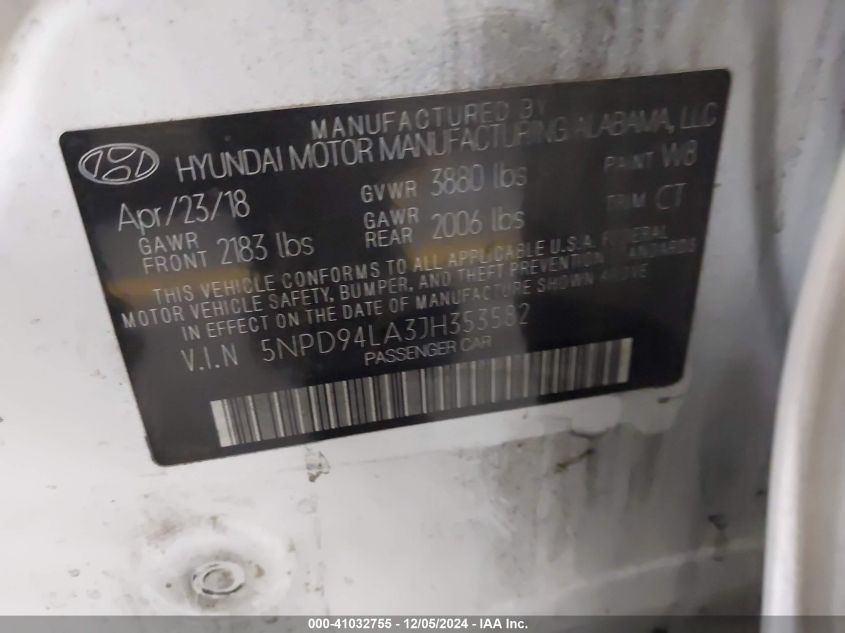 MANUFACTURED BY
HYUNDAI MOTOR MANUFACTURING ALABAMA, LLC
Apr/23/18 GVWR 3880 lbs PAINT W8
GAWR FRONT 2183 lbs GAWR REAR 2006 lbs TRIM CT
THIS VEHICLE CONFORMS TO ALL APPLICABLE U.S.A. FEDERAL
MOTOR VEHICLE SAFETY, BUMPER, AND THEFT PREVENTION STANDARDS
IN EFFECT ON THE DATE OF MANUFACTURE SHOWN ABOVE
V.I.N 5NPD94LA3JH353582
PASSENGER CAR
000-41032755 - 12/05/2024 - IAA Inc.